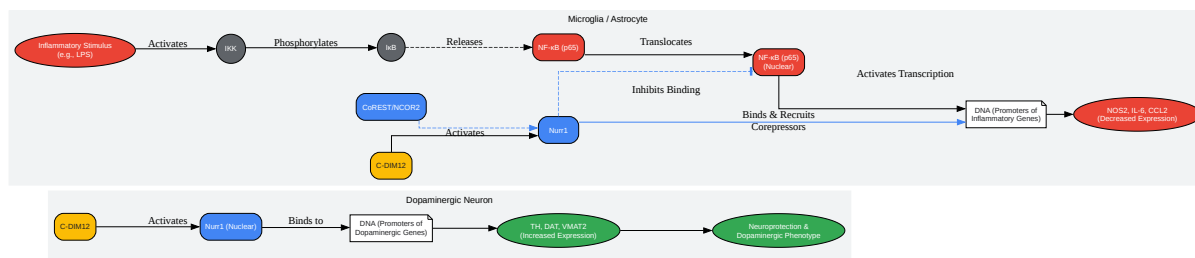 Microglia / Astrocyte
Inflammatory Stimulus
(e.g., LPS)
Activates
IKK
Phosphorylates
IκB
Releases
NF-κB (p65)
Translocates
NF-κB (p65)
(Nuclear)
Activates Transcription
Inhibits Binding
CoREST/NCOR2
Activates
Nurr1
C-DIM12
Binds & Recruits
Corepressors
DNA (Promoters of
Inflammatory Genes)
NOS2, IL-6, CCL2
(Decreased Expression)
Dopaminergic Neuron
C-DIM12
Activates
Nurr1 (Nuclear)
Binds to
DNA (Promoters of
Dopaminergic Genes)
TH, DAT, VMAT2
(Increased Expression)
Neuroprotection &
Dopaminergic Phenotype